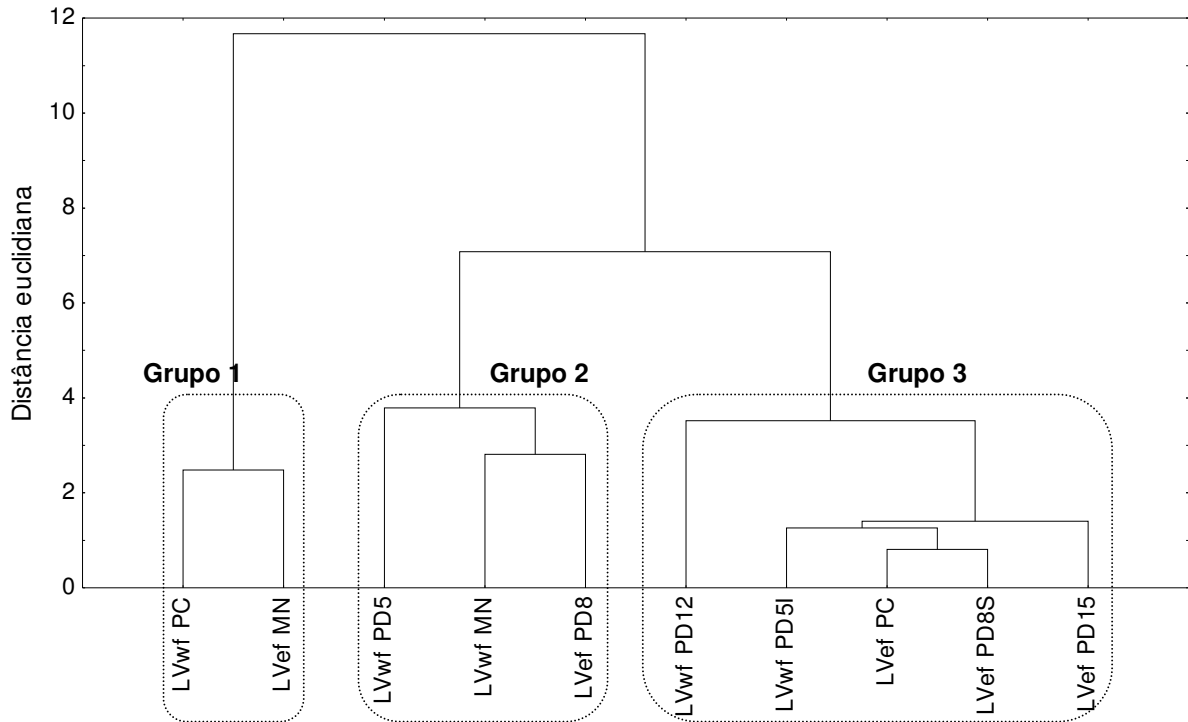 12
10
8
6
4
2
0
Distância euclidiana
Grupo 1
Grupo 2
Grupo 3
LVwf PC
LVef MN
LVwf PD5
LVwf MN
LVef PD8
LVwf PD12
LVwf PD5I
LVef PC
LVef PD8S
LVef PD15